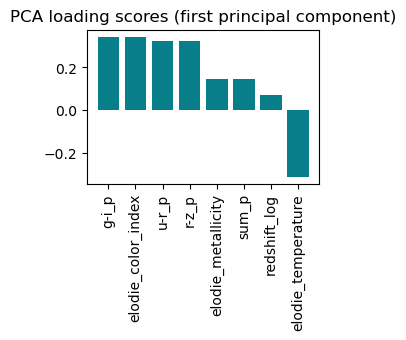 PCA loading scores (first principal component)
0.2
0.0
−0.2
g-i_p
elodie_color_index
u-r_p
r-z_p
elodie_metallicity
sum_p
redshift_log
elodie_temperature